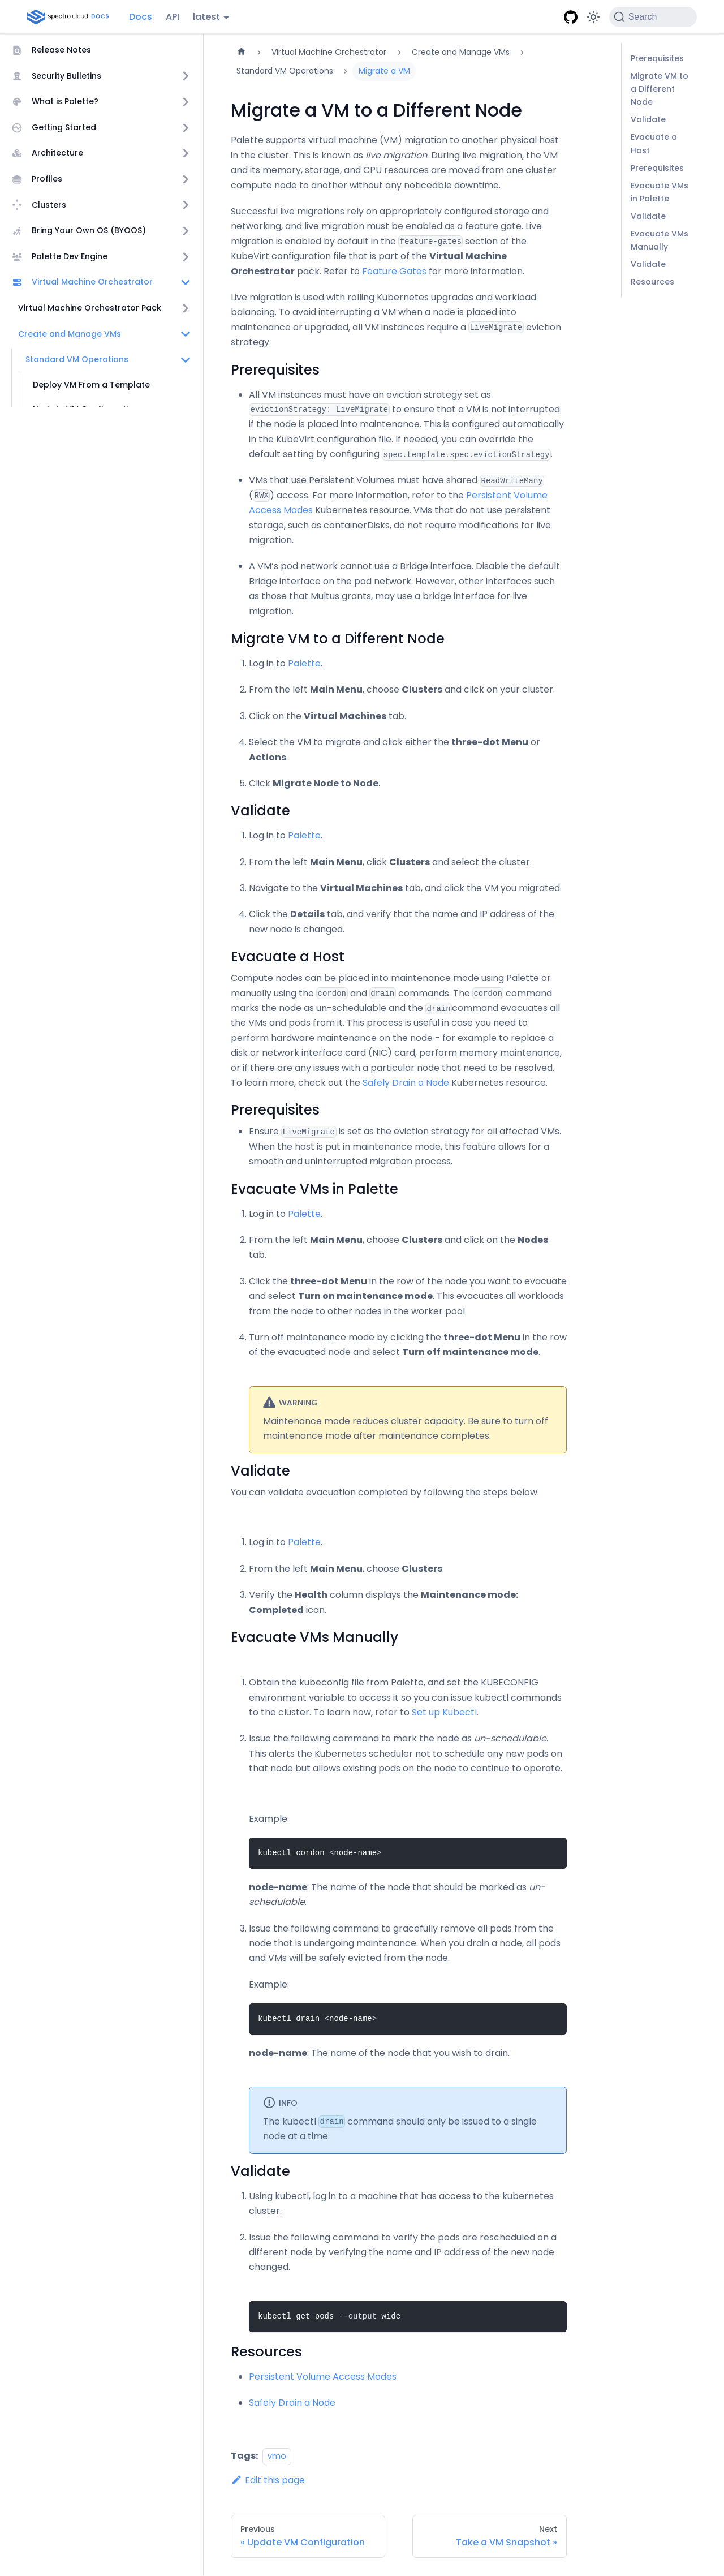 spectro cloud DOCS
Docs
API
latest
Search
Release Notes
Security Bulletins
What is Palette?
Getting Started
Architecture
Profiles
Clusters
Bring Your Own OS (BYOOS)
Palette Dev Engine
Virtual Machine Orchestrator
Virtual Machine Orchestrator Pack
Create and Manage VMs
Standard VM Operations
Deploy VM From a Template
Virtual Machine Orchestrator > Create and Manage VMs >
Standard VM Operations > Migrate a VM
Migrate a VM to a Different Node
Palette supports virtual machine (VM) migration to another physical host
in the cluster. This is known as live migration. During live migration, the VM
and its memory, storage, and CPU resources are moved from one cluster
compute node to another without any noticeable downtime.
Successful live migrations rely on appropriately configured storage and
networking, and live migration must be enabled as a feature gate. Live
migration is enabled by default in the feature-gates section of the
KubeVirt configuration file that is part of the Virtual Machine
Orchestrator pack. Refer to Feature Gates for more information.
Live migration is used with rolling Kubernetes upgrades and workload
balancing. To avoid interrupting a VM when a node is placed into
maintenance or upgraded, all VM instances require a LiveMigrate eviction
strategy.
Prerequisites
• All VM instances must have an eviction strategy set as
evictionStrategy: LiveMigrate to ensure that a VM is not interrupted
if the node is placed into maintenance. This is configured automatically
in the KubeVirt configuration file. If needed, you can override the
default setting by configuring spec.template.spec.evictionStrategy.
• VMs that use Persistent Volumes must have shared ReadWriteMany
(RWX) access. For more information, refer to the Persistent Volume
Access Modes Kubernetes resource. VMs that do not use persistent
storage, such as containerDisks, do not require modifications for live
migration.
• A VM's pod network cannot use a Bridge interface. Disable the default
Bridge interface on the pod network. However, other interfaces such
as those that Multus grants, may use a bridge interface for live
migration.
Migrate VM to a Different Node
1. Log in to Palette.
2. From the left Main Menu, choose Clusters and click on your cluster.
3. Click on the Virtual Machines tab.
4. Select the VM to migrate and click either the three-dot Menu or
Actions.
5. Click Migrate Node to Node.
Validate
1. Log in to Palette.
2. From the left Main Menu, click Clusters and select the cluster.
3. Navigate to the Virtual Machines tab, and click the VM you migrated.
4. Click the Details tab, and verify that the name and IP address of the
new node is changed.
Evacuate a Host
Compute nodes can be placed into maintenance mode using Palette or
manually using the cordon and drain commands. The cordon command
marks the node as un-schedulable and the drain command evacuates all
the VMs and pods from it. This process is useful in case you need to
perform hardware maintenance on the node - for example to replace a
disk or network interface card (NIC) card, perform memory maintenance,
or if there are any issues with a particular node that need to be resolved.
To learn more, check out the Safely Drain a Node Kubernetes resource.
Prerequisites
• Ensure LiveMigrate is set as the eviction strategy for all affected VMs.
When the host is put in maintenance mode, this feature allows for a
smooth and uninterrupted migration process.
Evacuate VMs in Palette
1. Log in to Palette.
2. From the left Main Menu, choose Clusters and click on the Nodes
tab.
3. Click the three-dot Menu in the row of the node you want to evacuate
and select Turn on maintenance mode. This evacuates all workloads
from the node to other nodes in the worker pool.
4. Turn off maintenance mode by clicking the three-dot Menu in the row
of the evacuated node and select Turn off maintenance mode.
WARNING
Maintenance mode reduces cluster capacity. Be sure to turn off
maintenance mode after maintenance completes.
Validate
You can validate evacuation completed by following the steps below.
1. Log in to Palette.
2. From the left Main Menu, choose Clusters.
3. Verify the Health column displays the Maintenance mode:
Completed icon.
Evacuate VMs Manually
1. Obtain the kubeconfig file from Palette, and set the KUBECONFIG
environment variable to access it so you can issue kubectl commands
to the cluster. To learn how, refer to Set up Kubectl.
2. Issue the following command to mark the node as un-schedulable.
This alerts the Kubernetes scheduler not to schedule any new pods on
that node but allows existing pods on the node to continue to operate.
Example:
kubectl cordon <node-name>
node-name: The name of the node that should be marked as un-
schedulable.
3. Issue the following command to gracefully remove all pods from the
node that is undergoing maintenance. When you drain a node, all pods
and VMs will be safely evicted from the node.
Example:
kubectl drain <node-name>
node-name: The name of the node that you wish to drain.
INFO
The kubectl drain command should only be issued to a single
node at a time.
Validate
1. Using kubectl, log in to a machine that has access to the kubernetes
cluster.
2. Issue the following command to verify the pods are rescheduled on a
different node by verifying the name and IP address of the new node
changed.
kubectl get pods --output wide
Resources
• Persistent Volume Access Modes
• Safely Drain a Node
Tags: vmo
Edit this page
Previous
« Update VM Configuration
Next
Take a VM Snapshot »
Prerequisites
Migrate VM to
a Different
Node
Validate
Evacuate a
Host
Prerequisites
Evacuate VMs
in Palette
Validate
Evacuate VMs
Manually
Validate
Resources